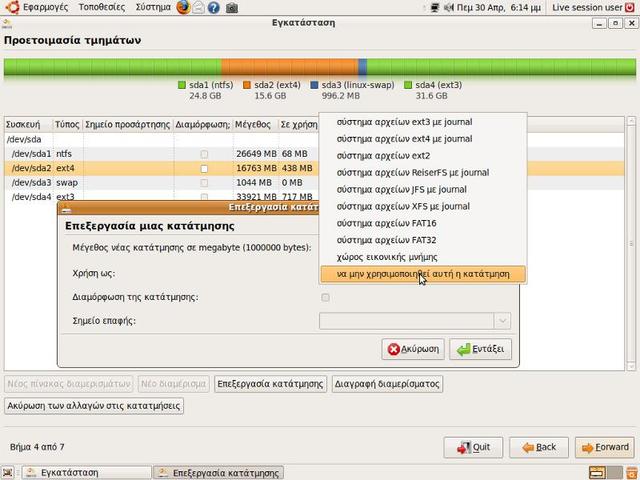 Εφαρμογές Τοποθεσίες Σύστημα Πεμ 30 Απρ, 6:14 μμ Live session user
Εγκατάσταση
Προετοιμασία τμημάτων
sda1 (ntfs) sda2 (ext4) sda3 (linux-swap) sda4 (ext3)
24.8 GB 15.6 GB 996.2 MB 31.6 GB
Συσκευή Τύπος Σημείο προσάρτησης Διαμόρφωση; Μέγεθος Σε χρήση
/dev/sda
/dev/sda1 ntfs 26649 MB 68 MB
/dev/sda2 ext4 16763 MB 438 MB
/dev/sda3 swap 1044 MB 0 MB
/dev/sda4 ext3 33921 MB 717 MB
σύστημα αρχείων ext3 με journal
σύστημα αρχείων ext4 με journal
σύστημα αρχείων ext2
σύστημα αρχείων ReiserFS με journal
σύστημα αρχείων JFS με journal
σύστημα αρχείων XFS με journal
σύστημα αρχείων FAT16
σύστημα αρχείων FAT32
χώρος εικονικής μνήμης
να μην χρησιμοποιηθεί αυτή η κατάτμηση
Επεξεργασία κατάτ
Επεξεργασία μιας κατάτμησης
Μέγεθος νέας κατάτμησης σε megabyte (1000000 bytes):
Χρήση ως:
Διαμόρφωση της κατάτμησης:
Σημείο επαφής:
Ακύρωση Εντάξει
Νέος πίνακας διαμερισμάτων Νέο διαμέρισμα Επεξεργασία κατάτμησης Διαγραφή διαμερίσματος
Ακύρωση των αλλαγών στις κατατμήσεις
Βήμα 4 από 7 Quit Back Forward
Εγκατάσταση Επεξεργασία κατάτμησης